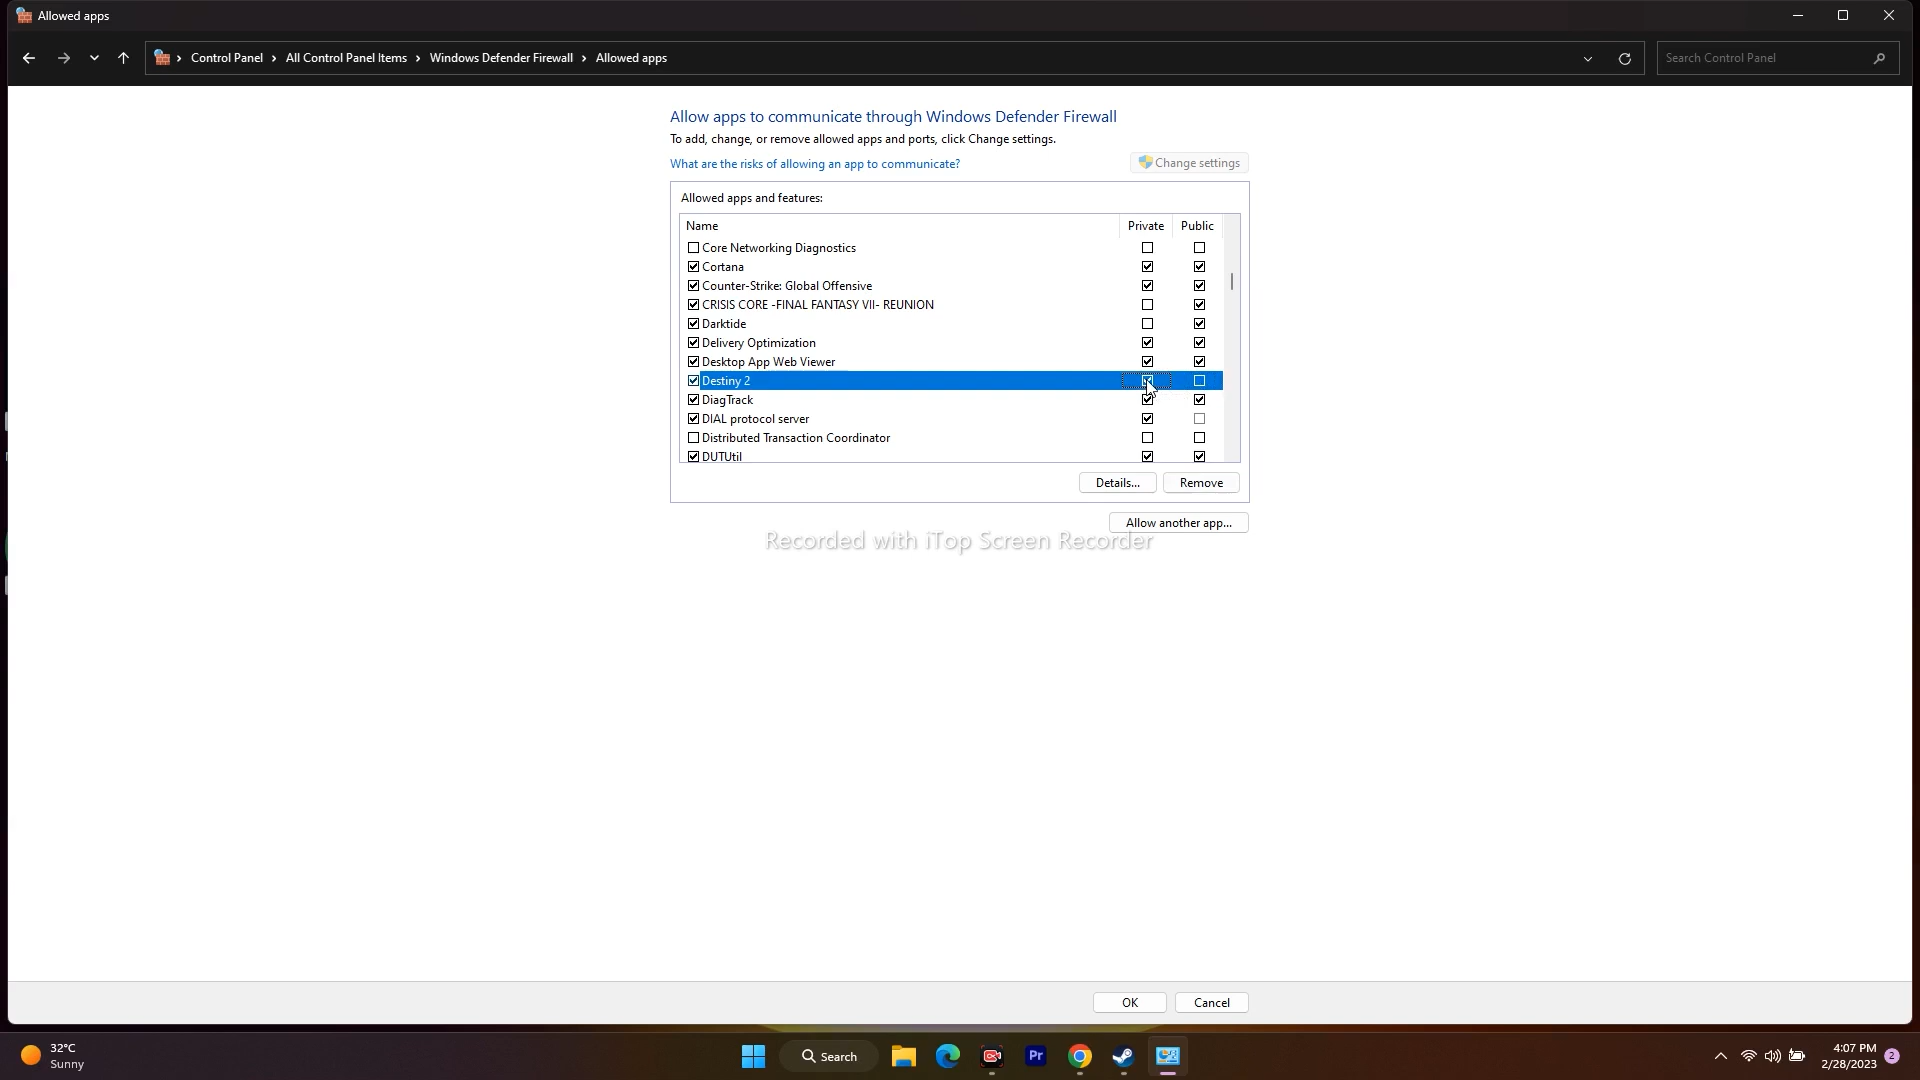 Allowed apps
Control Panel > All Control Panel Items > Windows Defender Firewall > Allowed apps
Search Control Panel
Allow apps to communicate through Windows Defender Firewall
To add, change, or remove allowed apps and ports, click Change settings.
What are the risks of allowing an app to communicate?
Change settings
Allowed apps and features:
Name Private Public
Core Networking Diagnostics
Cortana
Counter-Strike: Global Offensive
CRISIS CORE -FINAL FANTASY VII- REUNION
Darktide
Delivery Optimization
Desktop App Web Viewer
Destiny 2
DiagTrack
DIAL protocol server
Distributed Transaction Coordinator
DUTUtil
Details... Remove
Allow another app...
Recorded with iTop Screen Recorder
OK Cancel
32°C
Sunny
Search
Pr
4:07 PM
2/28/2023
2